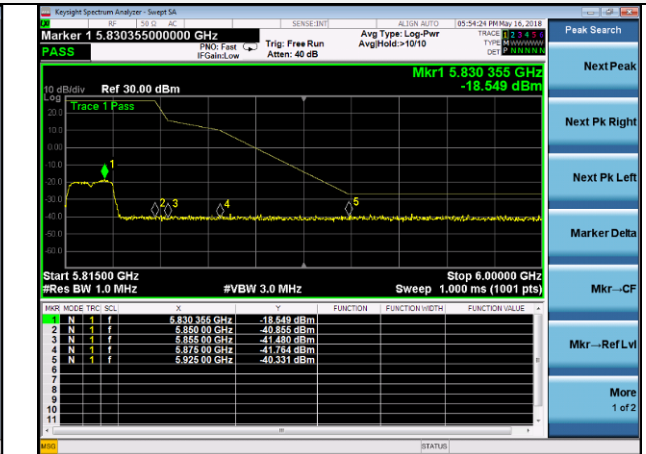 Keysight Spectrum Analyzer - Swept SA
RF 50 Ω AC SENSE:INT ALIGN AUTO 05:54:24 PM May 16, 2018
Marker 1 5.830355000000 GHz
PASS
PNO: Fast
IFGain:Low
Trig: Free Run
Atten: 40 dB
Avg Type: Log-Pwr
Avg|Hold:>10/10
TRACE 1 2 3 4 5 6
TYPE M W W W W W
DET P N N N N N
Mkr1 5.830 355 GHz
-18.549 dBm
10 dB/div Ref 30.00 dBm
Log
Trace 1 Pass
20.0
10.0
0.00
-10.0
-20.0
-30.0
-40.0
-50.0
-60.0
1
2
3
4
5
Start 5.81500 GHz
Stop 6.00000 GHz
#Res BW 1.0 MHz
#VBW 3.0 MHz
Sweep 1.000 ms (1001 pts)
MKR MODE TRC SCL X Y FUNCTION FUNCTION WIDTH FUNCTION VALUE
1 N 1 f 5.830 355 GHz -18.549 dBm
2 N 1 f 5.850 00 GHz -40.855 dBm
3 N 1 f 5.855 00 GHz -41.480 dBm
4 N 1 f 5.875 00 GHz -41.764 dBm
5 N 1 f 5.925 00 GHz -40.331 dBm
6
7
8
9
10
11
MSG
STATUS
Peak Search
Next Peak
Next Pk Right
Next Pk Left
Marker Delta
Mkr→CF
Mkr→Ref Lvl
More
1 of 2